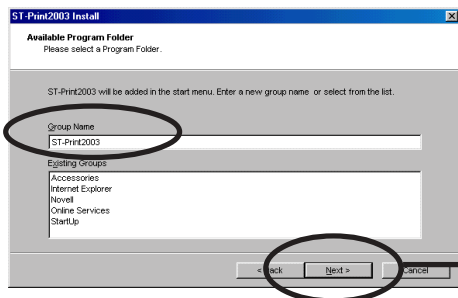 ST-Print2003 Install
Available Program Folder
Please select a Program Folder.
ST-Print2003 will be added in the start menu. Enter a new group name or select from the list.
Group Name
ST-Print2003
Existing Groups
Accessories
Internet Explorer
Novell
Online Services
StartUp
< Back Next > Cancel